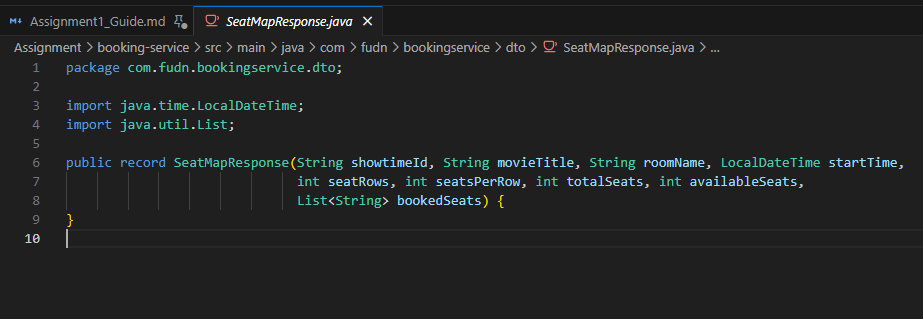 Assignment1_Guide.md
SeatMapResponse.java
Assignment > booking-service > src > main > java > com > fudn > bookingservice > dto > SeatMapResponse.java > ...
1 package com.fudn.bookingservice.dto;
2
3 import java.time.LocalDateTime;
4 import java.util.List;
5
6 public record SeatMapResponse(String showtimeId, String movieTitle, String roomName, LocalDateTime startTime,
7 int seatRows, int seatsPerRow, int totalSeats, int availableSeats,
8 List<String> bookedSeats) {
9 }
10